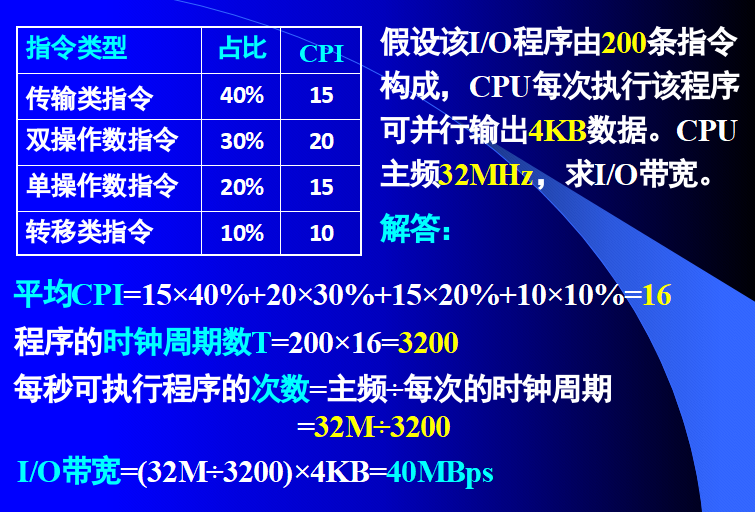 指令类型 占比 CPI
传输类指令 40% 15
双操作数指令 30% 20
单操作数指令 20% 15
转移类指令 10% 10
假设该I/O程序由200条指令
构成，CPU每次执行该程序
可并行输出4KB数据。CPU
主频32MHz，求I/O带宽。
解答：
平均CPI=15×40%+20×30%+15×20%+10×10%=16
程序的时钟周期数T=200×16=3200
每秒可执行程序的次数=主频÷每次的时钟周期
=32M÷3200
I/O带宽=(32M÷3200)×4KB=40MBps